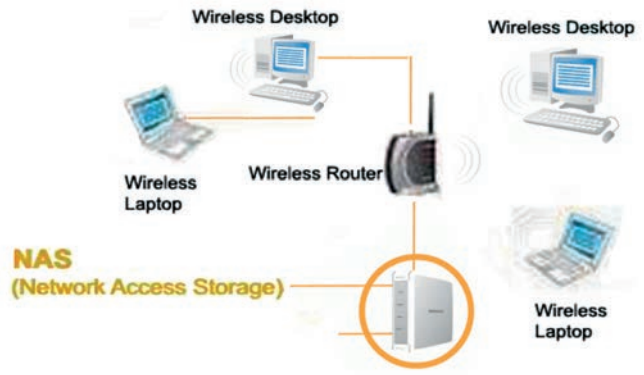 Wireless Desktop
Wireless Desktop
Wireless
Laptop
Wireless Router
NAS
(Network Access Storage)
Wireless
Laptop